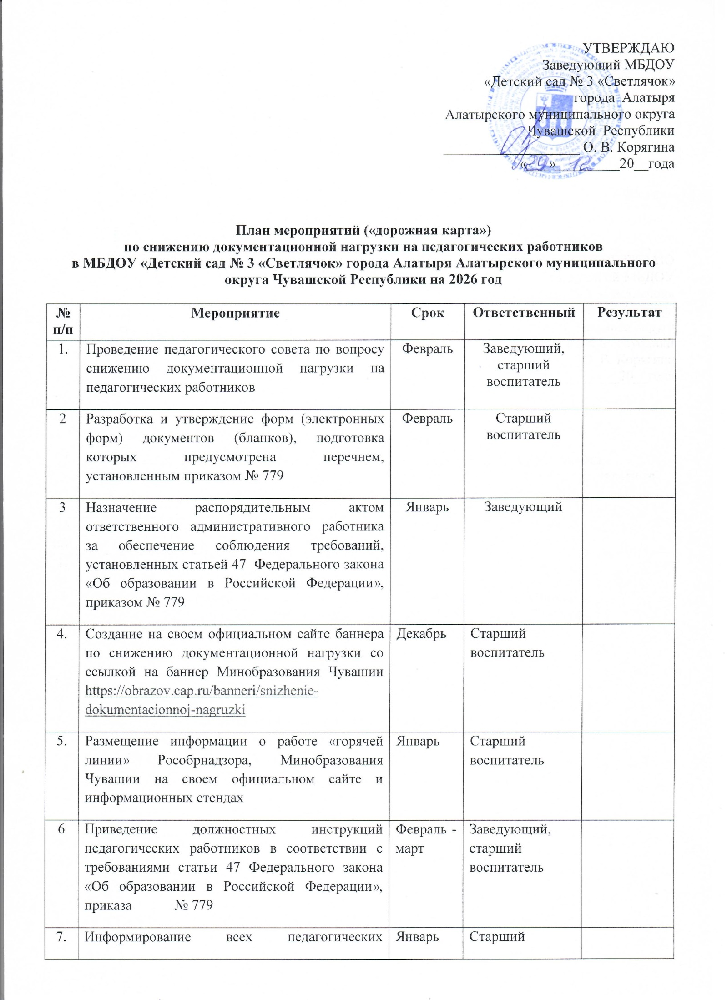 УТВЕРЖДАЮ
Заведующий МБДОУ
«Детский сад № 3 «Светлячок»
города Алатыря
Алатырского муниципального округа
Чувашской Республики
___________________ О. В. Корягина
«29»  12  20__года
План мероприятий («дорожная карта»)
по снижению документационной нагрузки на педагогических работников
в МБДОУ «Детский сад № 3 «Светлячок» города Алатыря Алатырского муниципального
округа Чувашской Республики на 2026 год
№ Мероприятие Срок Ответственный Результат
п/п
1. Проведение педагогического совета по вопросу Февраль Заведующий,
снижению документационной нагрузки на старший
педагогических работников воспитатель
2 Разработка и утверждение форм (электронных Февраль Старший
форм) документов (бланков), подготовка воспитатель
которых предусмотрена перечнем,
установленным приказом № 779
3 Назначение распорядительным актом Январь Заведующий
ответственного административного работника
за обеспечение соблюдения требований,
установленных статьей 47 Федерального закона
«Об образовании в Российской Федерации»,
приказом № 779
4. Создание на своем официальном сайте баннера Декабрь Старший
по снижению документационной нагрузки со воспитатель
ссылкой на баннер Минобразования Чувашии
https://obrazov.cap.ru/banneri/snizhenie-
dokumentacionnoj-nagruzki
5. Размещение информации о работе «горячей Январь Старший
линии» Рособрнадзора, Минобразования воспитатель
Чувашии на своем официальном сайте и
информационных стендах
6 Приведение должностных инструкций Февраль - Заведующий,
педагогических работников в соответствии с март старший
требованиями статьи 47 Федерального закона воспитатель
«Об образовании в Российской Федерации»,
приказа № 779
7. Информирование всех педагогических Январь Старший